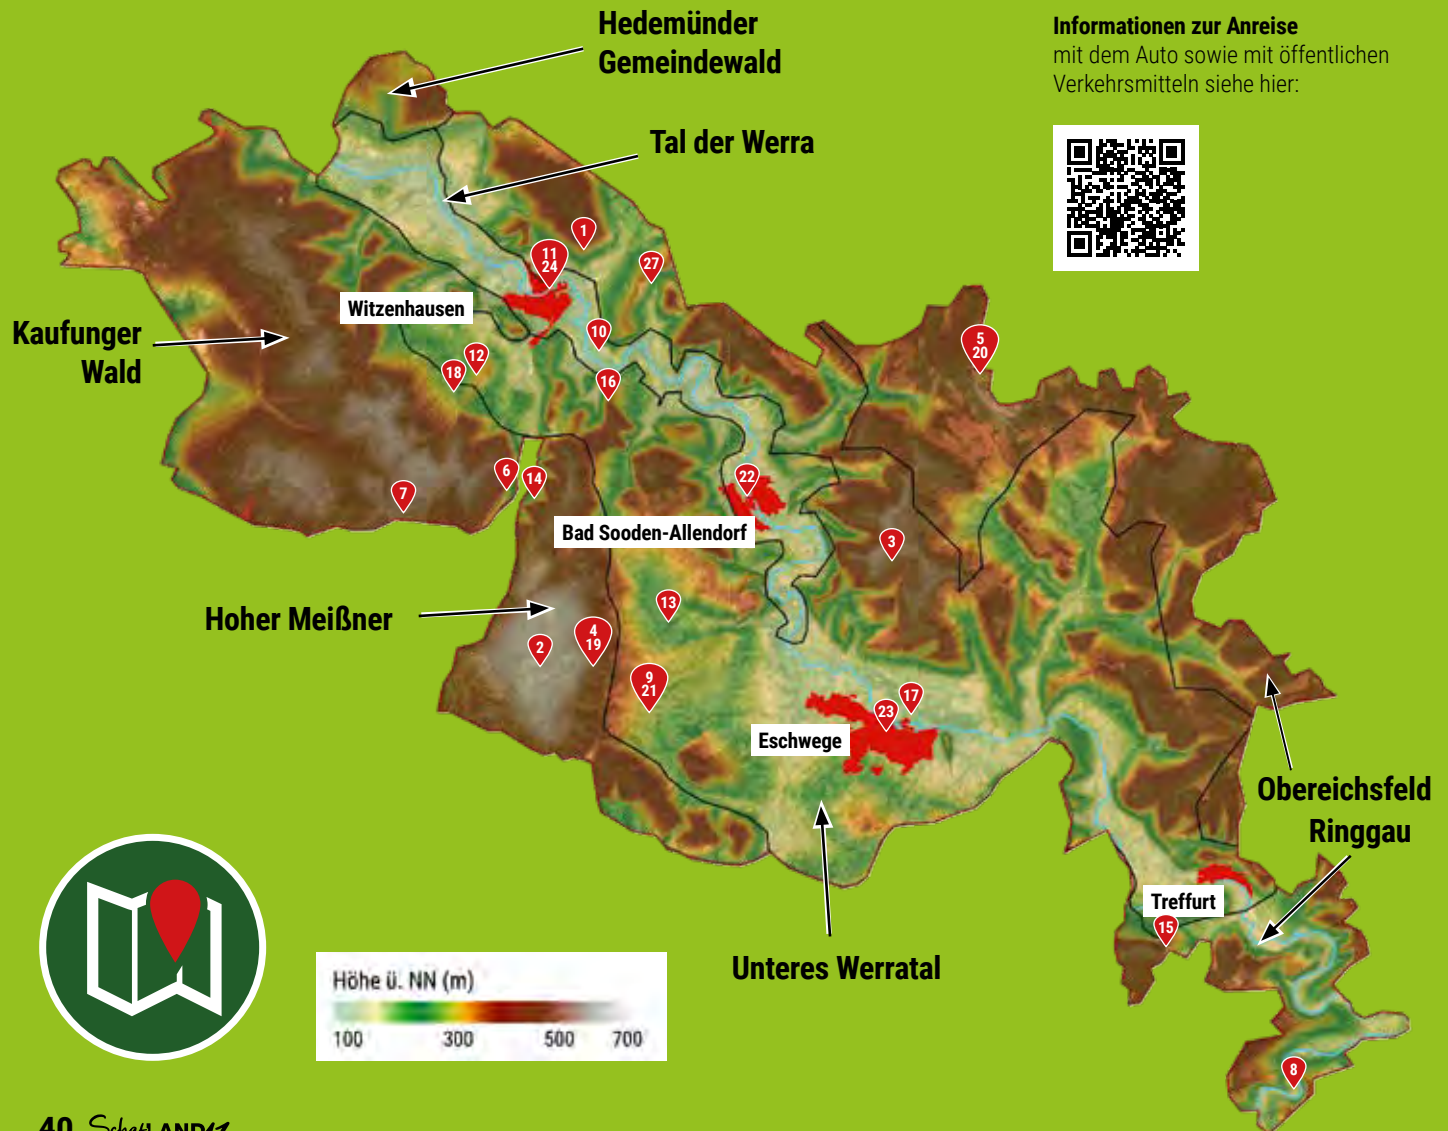 Hedemünder
Gemeindewald
Informationen zur Anreise
mit dem Auto sowie mit öffentlichen
Verkehrsmitteln siehe hier:
Tal der Werra
1
11
24
27
Witzenhausen
Kaufunger
Wald
10
5
20
12
18
16
6
14
7
22
Bad Sooden-Allendorf
3
Hoher Meißner
13
4
19
2
9
21
17
23
Eschwege
Obereichsfeld
Ringgau
Treffurt
15
Unteres Werratal
Höhe ü. NN (m)
100 300 500 700
8
40 SchatzLAND